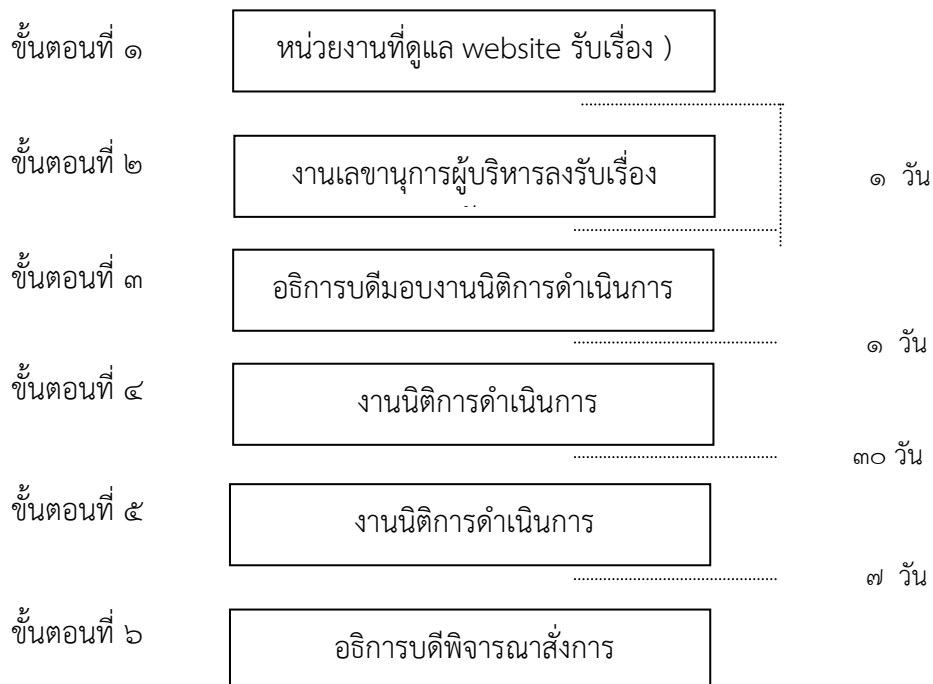 ขั้นตอนที่ ๑ หน่วยงานที่ดูแล website รับเรื่อง )
ขั้นตอนที่ ๒ งานเลขานุการผู้บริหารลงรับเรื่อง
๑ วัน
ขั้นตอนที่ ๓ อธิการบดีมอบงานนิติการดำเนินการ
๑ วัน
ขั้นตอนที่ ๔ งานนิติการดำเนินการ
๓๐ วัน
ขั้นตอนที่ ๕ งานนิติการดำเนินการ
๗ วัน
ขั้นตอนที่ ๖ อธิการบดีพิจารณาสั่งการ